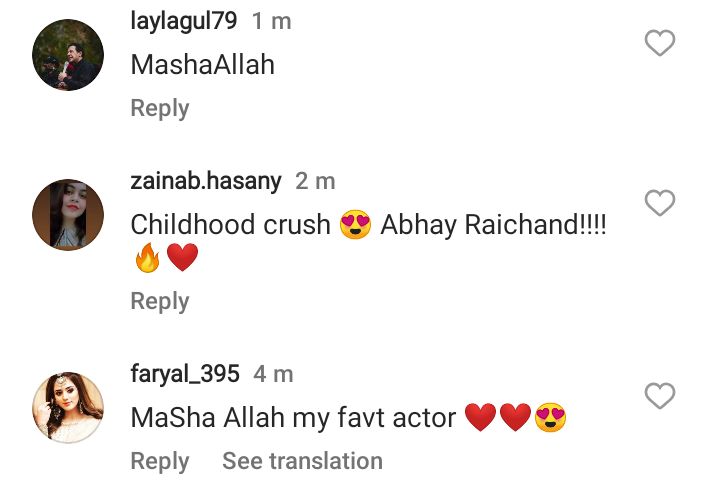 laylagul79 1 m
MashaAllah
Reply
zainab.hasany 2 m
Childhood crush 😍 Abhay Raichand!!!!
🔥❤️
Reply
faryal_395 4 m
MaSha Allah my favt actor ❤️❤️😍
Reply See translation